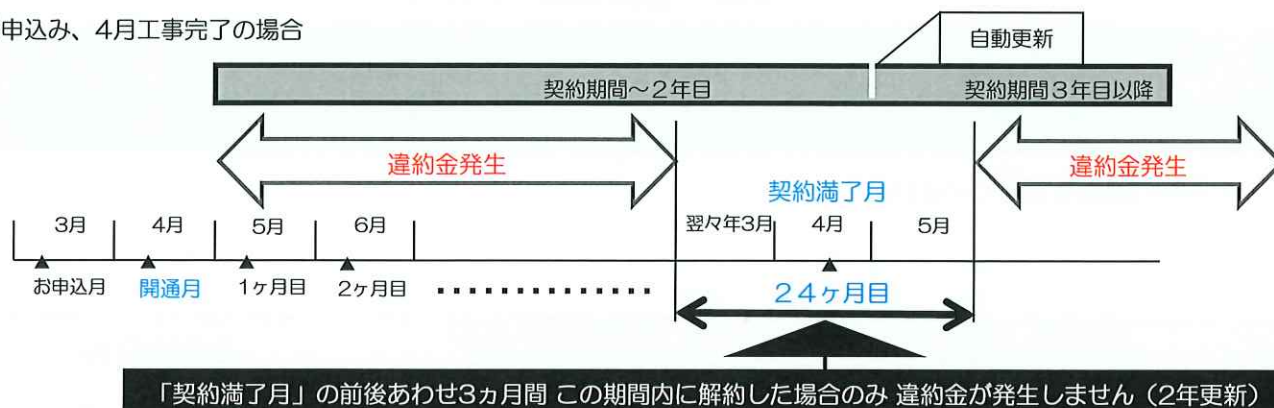 申込み、4月工事完了の場合
自動更新
契約期間～2年目
契約期間3年目以降
違約金発生
違約金発生
契約満了月
3月
4月
5月
6月
翌々年3月
4月
5月
お申込月
開通月
1ヶ月目
2ヶ月目
24ヶ月目
「契約満了月」の前後あわせ3ヵ月間 この期間内に解約した場合のみ 違約金が発生しません（2年更新）